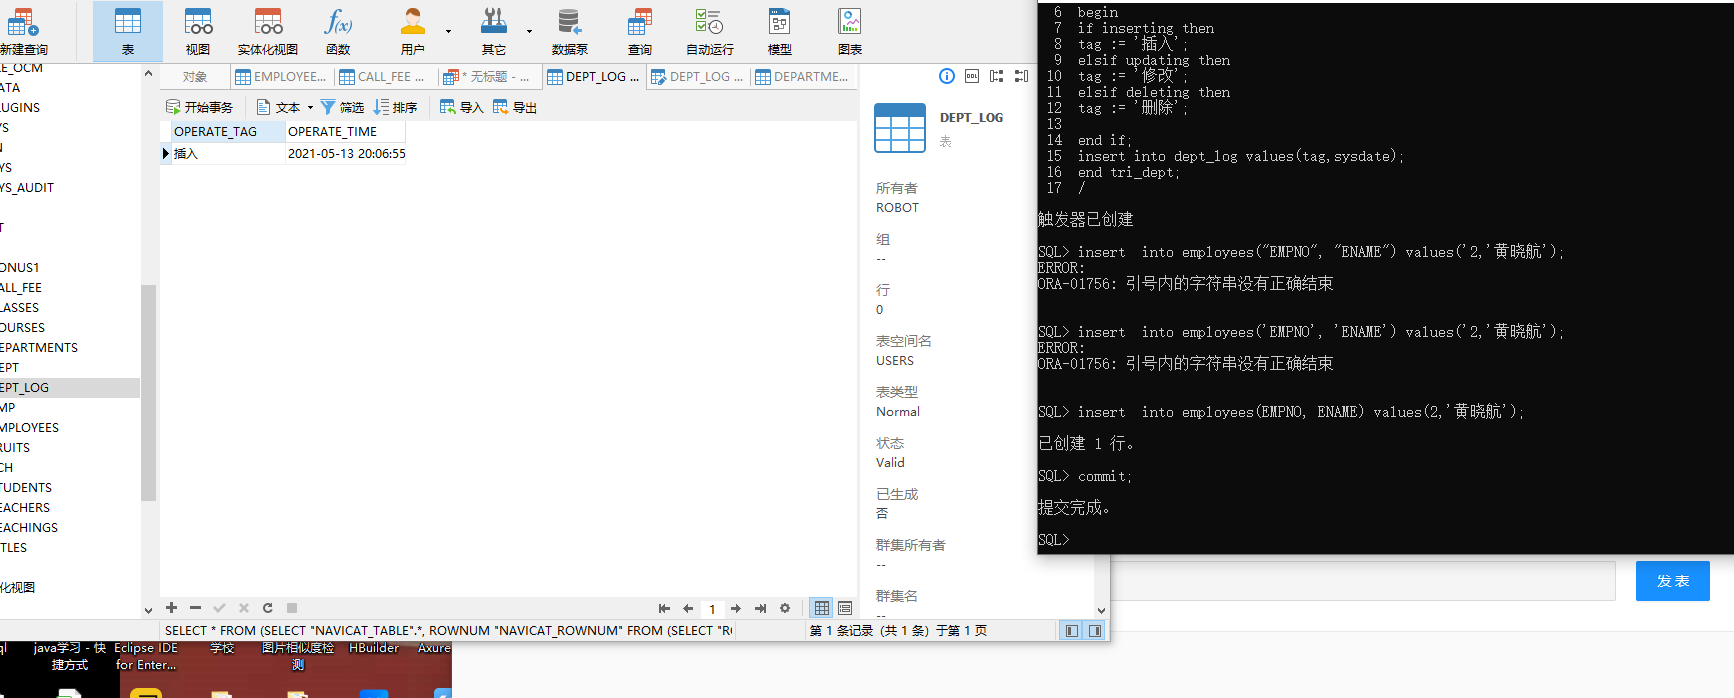 新建查询
表
视图
实体化视图
函数
用户
其它
数据泵
查询
自动运行
模型
图表
对象
EMPLOYEE...
CALL_FEE ...
* 无标题 - ...
DEPT_LOG ...
DEPT_LOG ...
DEPARTME...
开始事务
文本
筛选
排序
导入
导出
OPERATE_TAG
OPERATE_TIME
插入
2021-05-13 20:06:55
E_OCM
ATA
UGINS
YS
YS_AUDIT
ONUS1
ALL_FEE
LASSES
OURSES
EPARTMENTS
EPT
EPT_LOG
MP
MPLOYEES
RUITS
CH
TUDENTS
EACHERS
EACHINGS
TLES
化视图
DEPT_LOG
表
所有者
ROBOT
组
--
行
0
表空间名
USERS
表类型
Normal
状态
Valid
已生成
否
群集所有者
--
群集名
--
1
SELECT * FROM (SELECT "NAVICAT_TABLE".*, ROWNUM "NAVICAT_ROWNUM" FROM (SELECT "R
第 1 条记录 (共 1 条) 于第 1 页
6 begin
7 if inserting then
8 tag := '插入';
9 elsif updating then
10 tag := '修改';
11 elsif deleting then
12 tag := '删除';
13
14 end if;
15 insert into dept_log values(tag,sysdate);
16 end tri_dept;
17 /
触发器已创建
SQL> insert  into employees("EMPNO", "ENAME") values('2,'黄晓航');
ERROR:
ORA-01756: 引号内的字符串没有正确结束
SQL> insert  into employees('EMPNO', 'ENAME') values('2,'黄晓航');
ERROR:
ORA-01756: 引号内的字符串没有正确结束
SQL> insert  into employees(EMPNO, ENAME) values(2,'黄晓航');
已创建 1 行。
SQL> commit;
提交完成。
SQL>
发表
ql
java学习 - 快
捷方式
Eclipse IDE
for Enter...
学校
图片相似度检
测
HBuilder
Axure